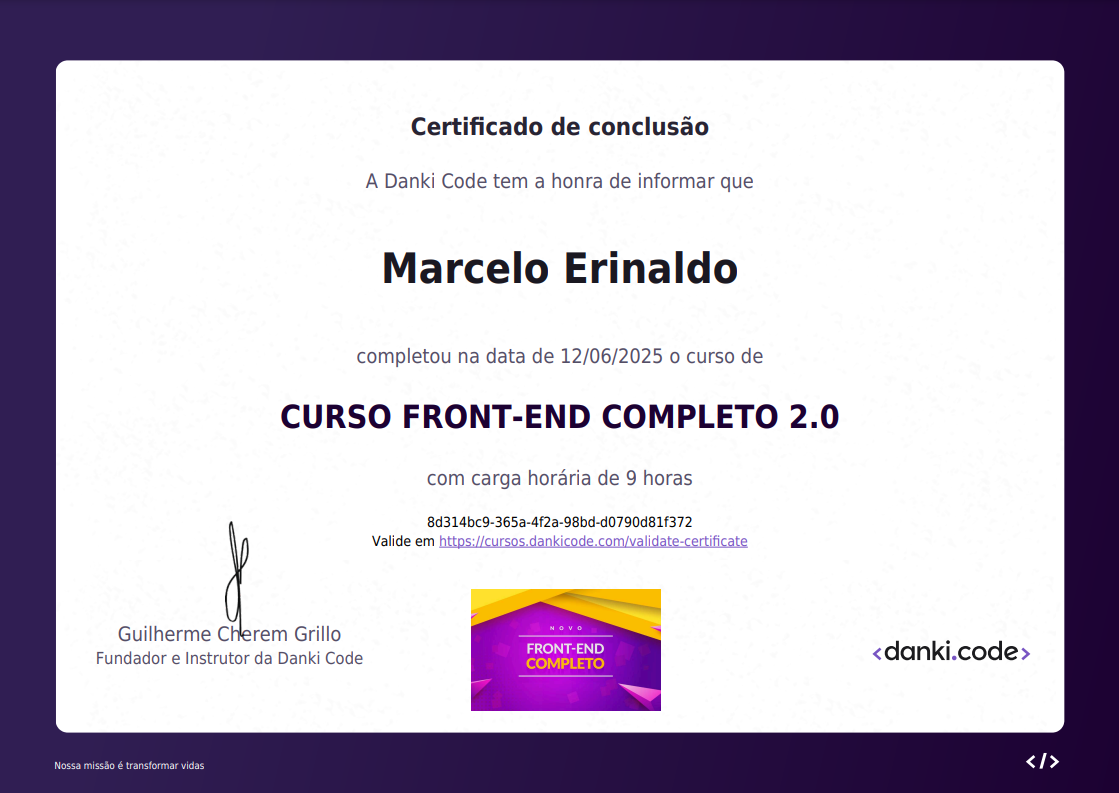 Certificado de conclusão
A Danki Code tem a honra de informar que
Marcelo Erinaldo
completou na data de 12/06/2025 o curso de
CURSO FRONT-END COMPLETO 2.0
com carga horária de 9 horas
8d314bc9-365a-4f2a-98bd-d0790d81f372
Valide em https://cursos.dankicode.com/validate-certificate
Guilherme Cherem Grillo
Fundador e Instrutor da Danki Code
NOVO
FRONT-END
COMPLETO
<danki.code>
Nossa missão é transformar vidas
</>